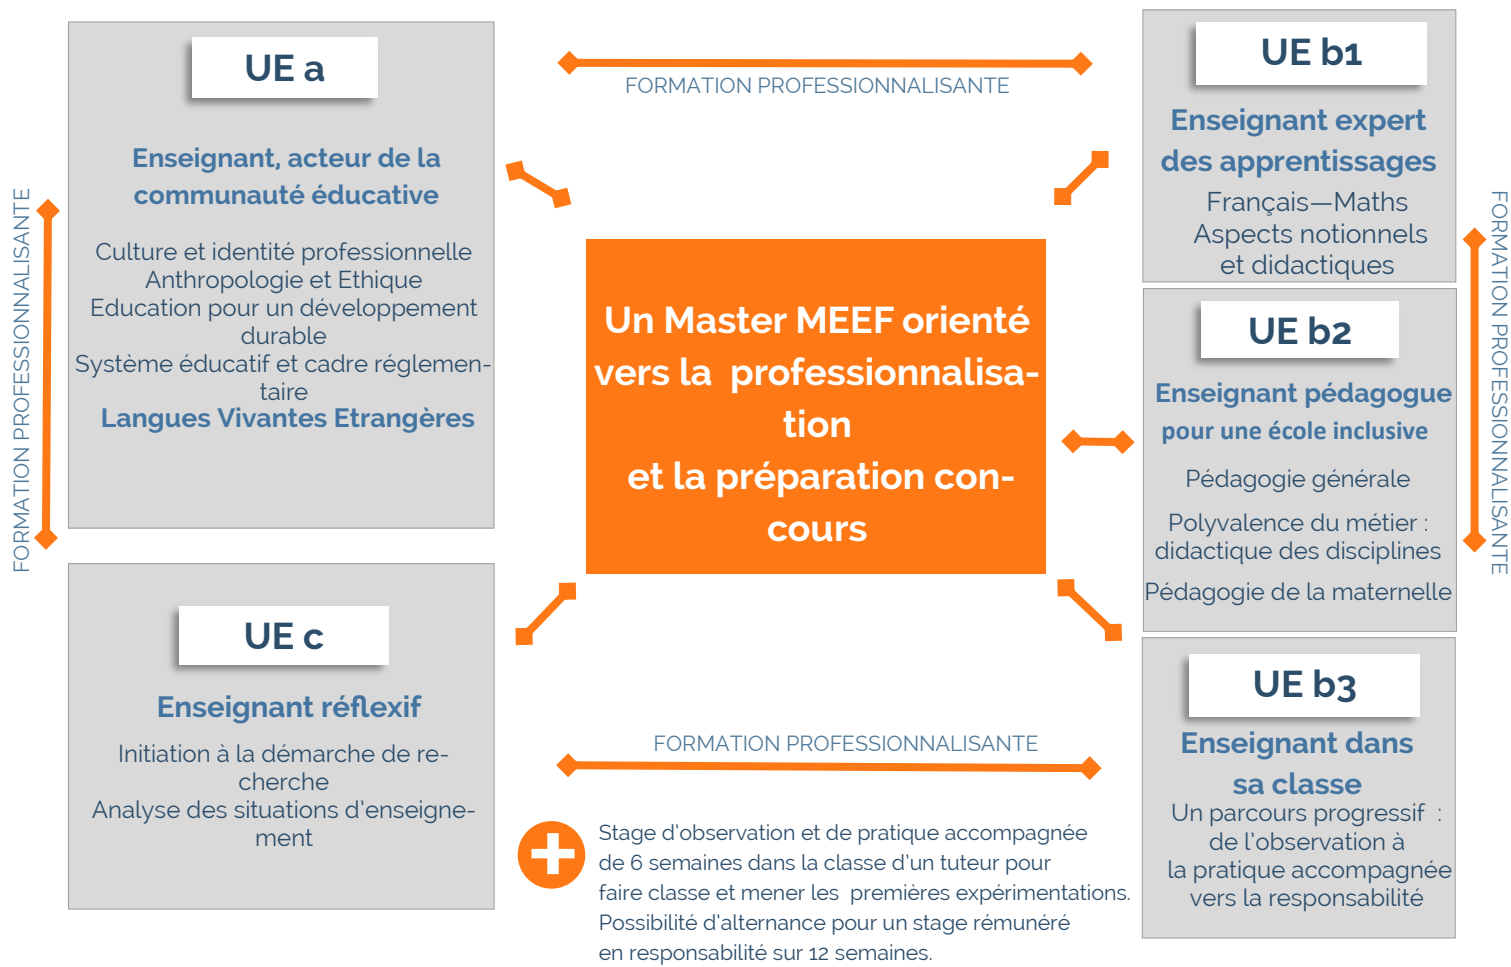 UE a
Enseignant, acteur de la
communauté éducative
Culture et identité professionnelle
Anthropologie et Ethique
Education pour un développement
durable
Système éducatif et cadre réglemen-
taire
Langues Vivantes Etrangères
FORMATION PROFESSIONNALISANTE
UE c
Enseignant réflexif
Initiation à la démarche de re-
cherche
Analyse des situations d'enseigne-
ment
FORMATION PROFESSIONNALISANTE
Un Master MEEF orienté
vers la professionnalisa-
tion
et la préparation con-
cours
FORMATION PROFESSIONNALISANTE
Stage d'observation et de pratique accompagnée
de 6 semaines dans la classe d'un tuteur pour
faire classe et mener les premières expérimentations.
Possibilité d'alternance pour un stage rémunéré
en responsabilité sur 12 semaines.
UE b1
Enseignant expert
des apprentissages
Français—Maths
Aspects notionnels
et didactiques
UE b2
Enseignant pédagogue
pour une école inclusive
Pédagogie générale
Polyvalence du métier :
didactique des disciplines
Pédagogie de la maternelle
UE b3
Enseignant dans
sa classe
Un parcours progressif :
de l'observation à
la pratique accompagnée
vers la responsabilité
FORMATION PROFESSIONNALISANTE